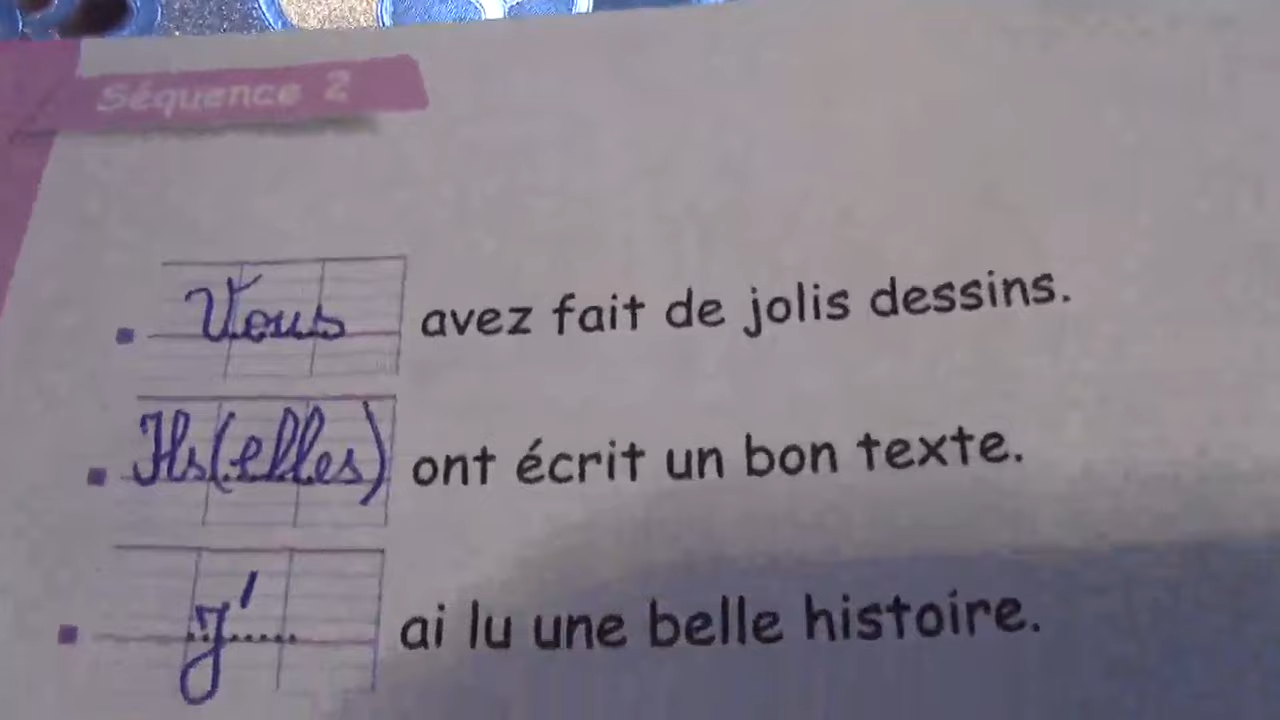 Séquence 2
Vous avez fait de jolis dessins.
Ils (elles) ont écrit un bon texte.
j' ai lu une belle histoire.